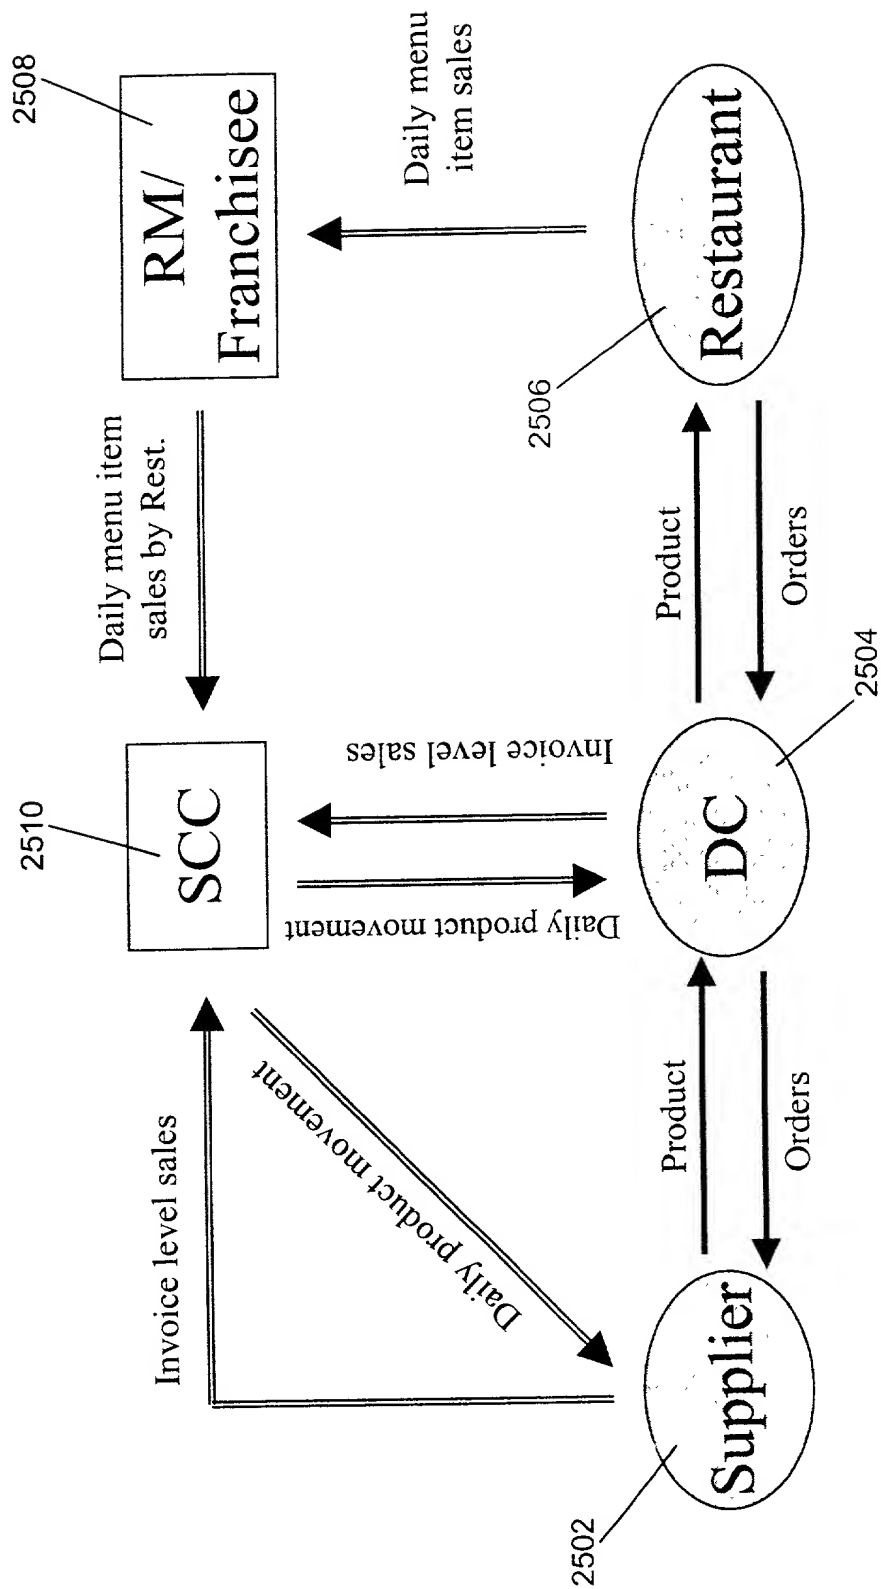 2510
SCC
Daily menu item
sales by Rest.
2508
RM/
Franchisee
Invoice level sales
Daily product movement
Daily product movement
Invoice level sales
Daily menu
item sales
2502
Supplier
Product
Orders
DC
2504
Product
Orders
2506
Restaurant